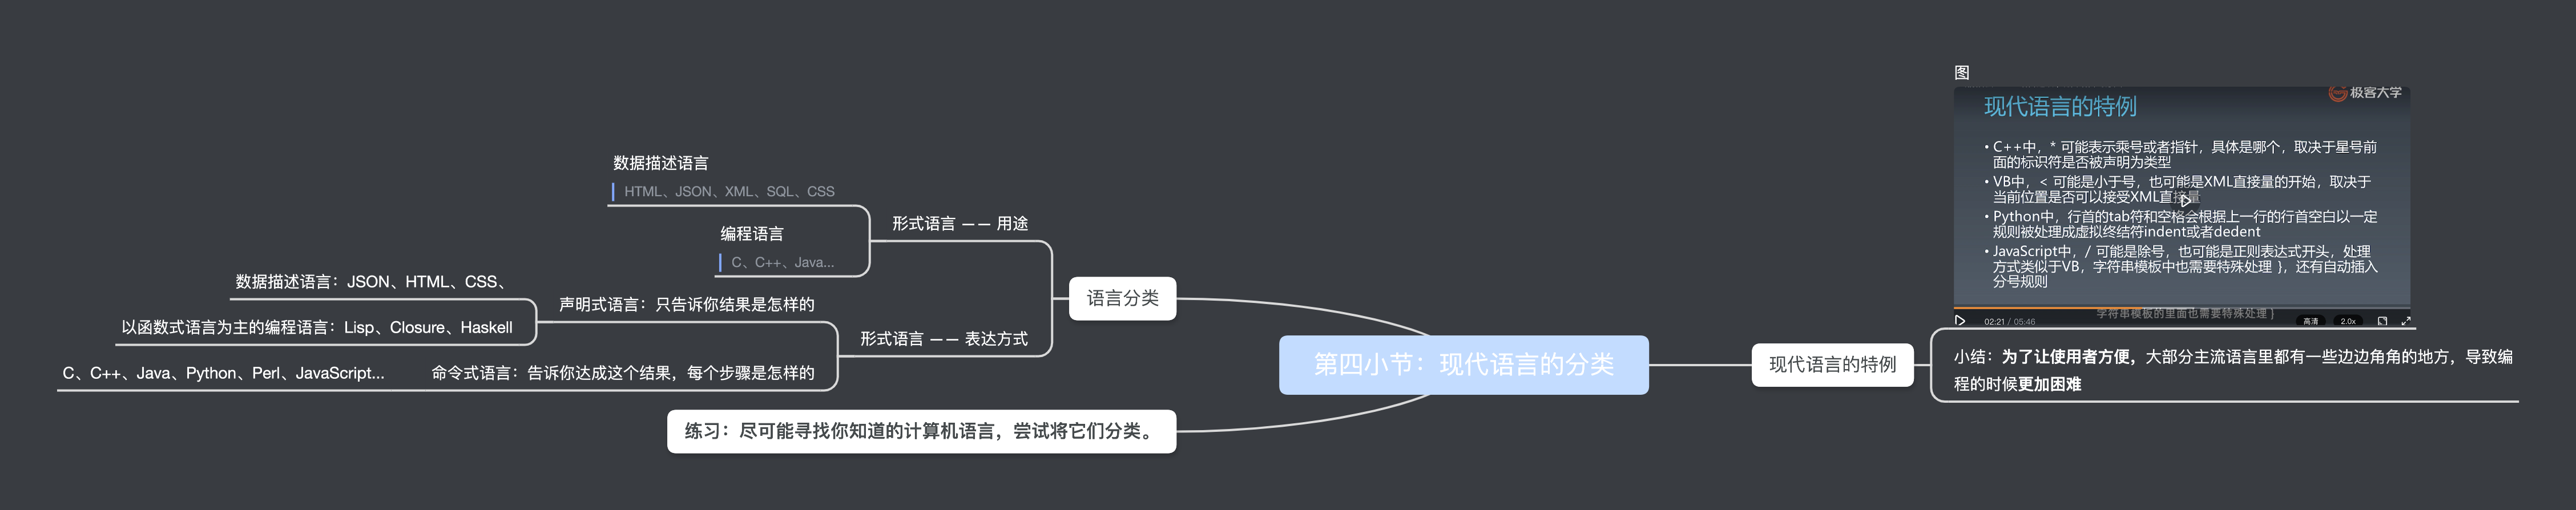 第四小节：现代语言的分类
语言分类
形式语言 —— 用途
数据描述语言
HTML、JSON、XML、SQL、CSS
编程语言
C、C++、Java...
形式语言 —— 表达方式
声明式语言：只告诉你结果是怎样的
数据描述语言：JSON、HTML、CSS、
以函数式语言为主的编程语言：Lisp、Closure、Haskell
命令式语言：告诉你达成这个结果，每个步骤是怎样的
C、C++、Java、Python、Perl、JavaScript...
练习：尽可能寻找你知道的计算机语言，尝试将它们分类。
现代语言的特例
图
极客大学
现代语言的特例
• C++中，* 可能表示乘号或者指针，具体是哪个，取决于星号前
面的标识符是否被声明为类型
• VB中，< 可能是小于号，也可能是XML直接量的开始，取决于
当前位置是否可以接受XML直接量
• Python中，行首的tab符和空格会根据上一行的行首空白以一定
规则被处理成虚拟终结符indent或者dedent
• JavaScript中，/ 可能是除号，也可能是正则表达式开头，处理
方式类似于VB，字符串模板中也需要特殊处理 }，还有自动插入
分号规则
字符串模板的里面也需要特殊处理 }
02:21 / 05:46
高清
2.0x
小结：为了让使用者方便，大部分主流语言里都有一些边边角角的地方，导致编
程的时候更加困难